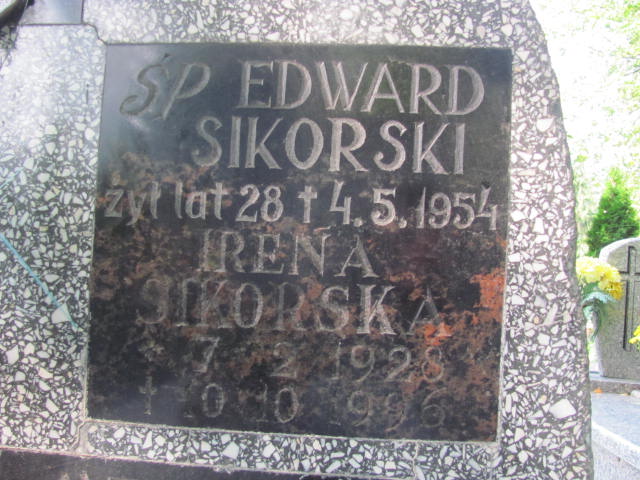 ŚP EDWARD
SIKORSKI
żył lat 28 † 4.5.1954
IRENA
SIKORSKA
* 7 2 1928
† 10 10 1996